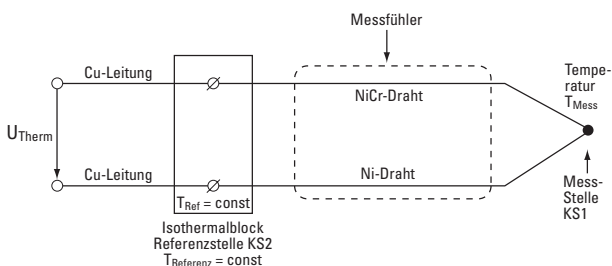 Messfühler
Cu-Leitung
NiCr-Draht
Tempe-
ratur
TMess
UTherm
Cu-Leitung
Ni-Draht
TRef = const
Mess-
Stelle
KS1
Isothermalblock
Referenzstelle KS2
TReferenz = const